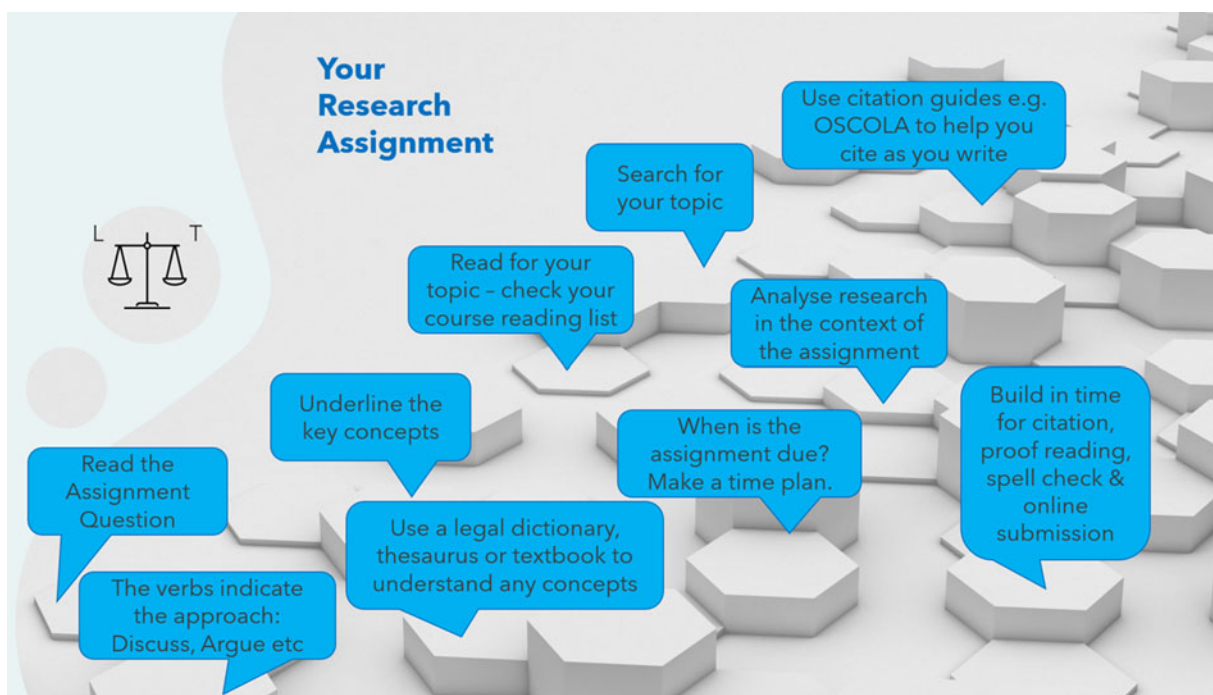 Your
Research
Assignment
Use citation guides e.g.
OSCOLA to help you
cite as you write
Search for
your topic
L T
Read for your
topic – check your
course reading list
Analyse research
in the context of
the assignment
Underline the
key concepts
Build in time
for citation,
proof reading,
spell check &
online
submission
When is the
assignment due?
Make a time plan.
Read the
Assignment
Question
Use a legal dictionary,
thesaurus or textbook to
understand any concepts
The verbs indicate
the approach:
Discuss, Argue etc